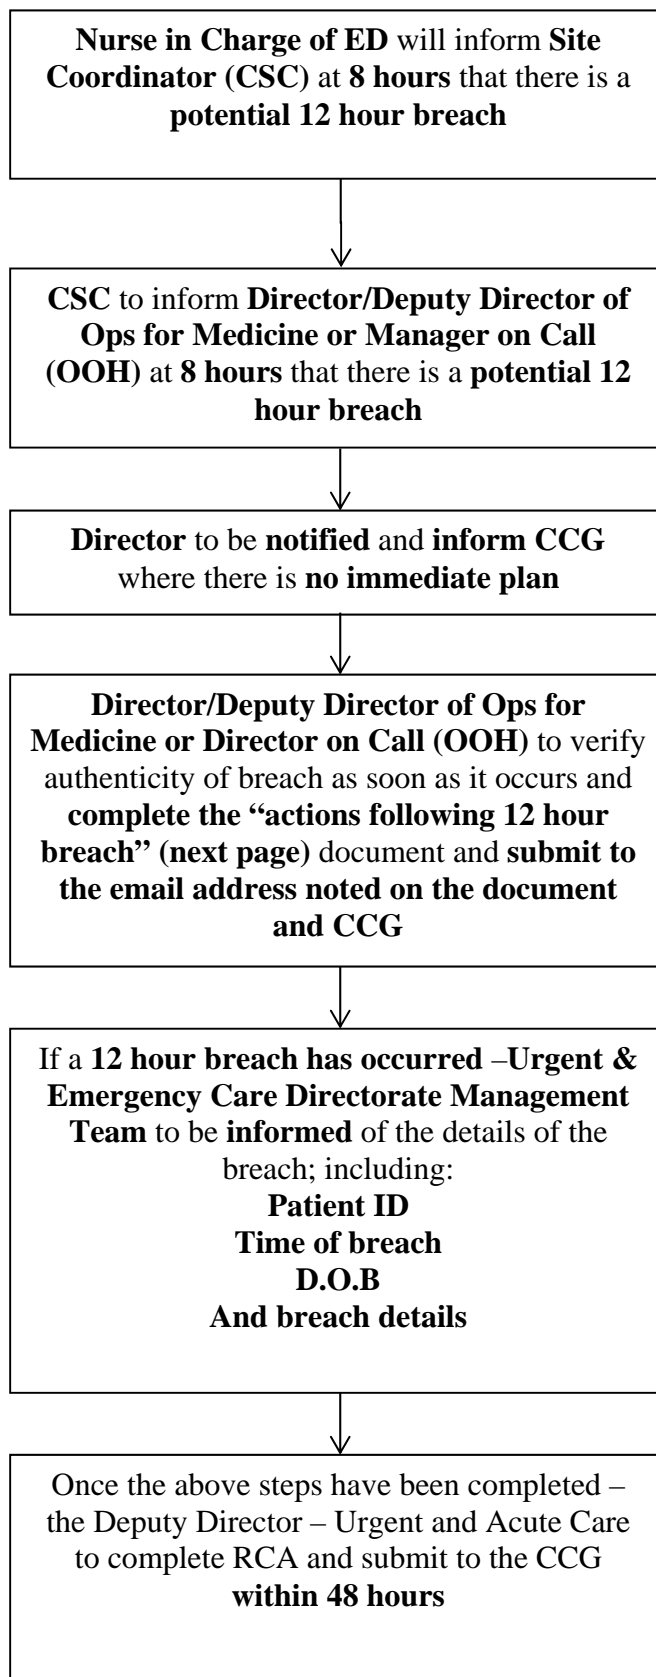 Nurse in Charge of ED will inform Site
Coordinator (CSC) at 8 hours that there is a
potential 12 hour breach
CSC to inform Director/Deputy Director of
Ops for Medicine or Manager on Call
(OOH) at 8 hours that there is a potential 12
hour breach
Director to be notified and inform CCG
where there is no immediate plan
Director/Deputy Director of Ops for
Medicine or Director on Call (OOH) to verify
authenticity of breach as soon as it occurs and
complete the “actions following 12 hour
breach” (next page) document and submit to
the email address noted on the document
and CCG
If a 12 hour breach has occurred –Urgent &
Emergency Care Directorate Management
Team to be informed of the details of the
breach; including:
Patient ID
Time of breach
D.O.B
And breach details
Once the above steps have been completed –
the Deputy Director – Urgent and Acute Care
to complete RCA and submit to the CCG
within 48 hours